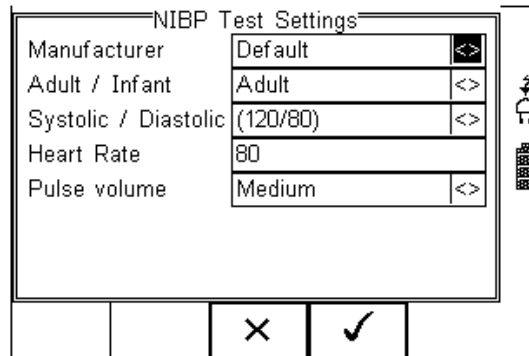 NIBP Test Settings
Manufacturer Default <>
Adult / Infant Adult <>
Systolic / Diastolic (120/80) <>
Heart Rate 80
Pulse volume Medium <>